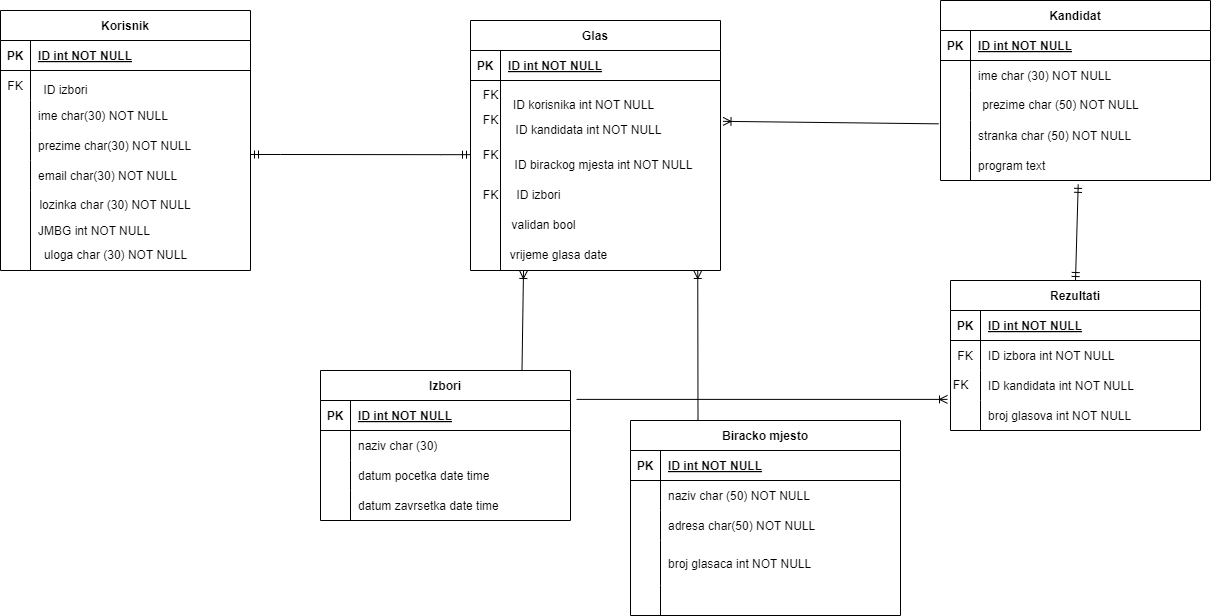 Korisnik
PK ID int NOT NULL
FK ID izbori
ime char(30) NOT NULL
prezime char(30) NOT NULL
email char(30) NOT NULL
lozinka char (30) NOT NULL
JMBG int NOT NULL
uloga char (30) NOT NULL
Glas
PK ID int NOT NULL
FK ID korisnika int NOT NULL
FK ID kandidata int NOT NULL
FK ID birackog mjesta int NOT NULL
FK ID izbori
validan bool
vrijeme glasa date
Kandidat
PK ID int NOT NULL
ime char (30) NOT NULL
prezime char (50) NOT NULL
stranka char (50) NOT NULL
program text
Rezultati
PK ID int NOT NULL
FK ID izbora int NOT NULL
FK ID kandidata int NOT NULL
broj glasova int NOT NULL
Izbori
PK ID int NOT NULL
naziv char (30)
datum pocetka date time
datum zavrsetka date time
Biracko mjesto
PK ID int NOT NULL
naziv char (50) NOT NULL
adresa char(50) NOT NULL
broj glasaca int NOT NULL